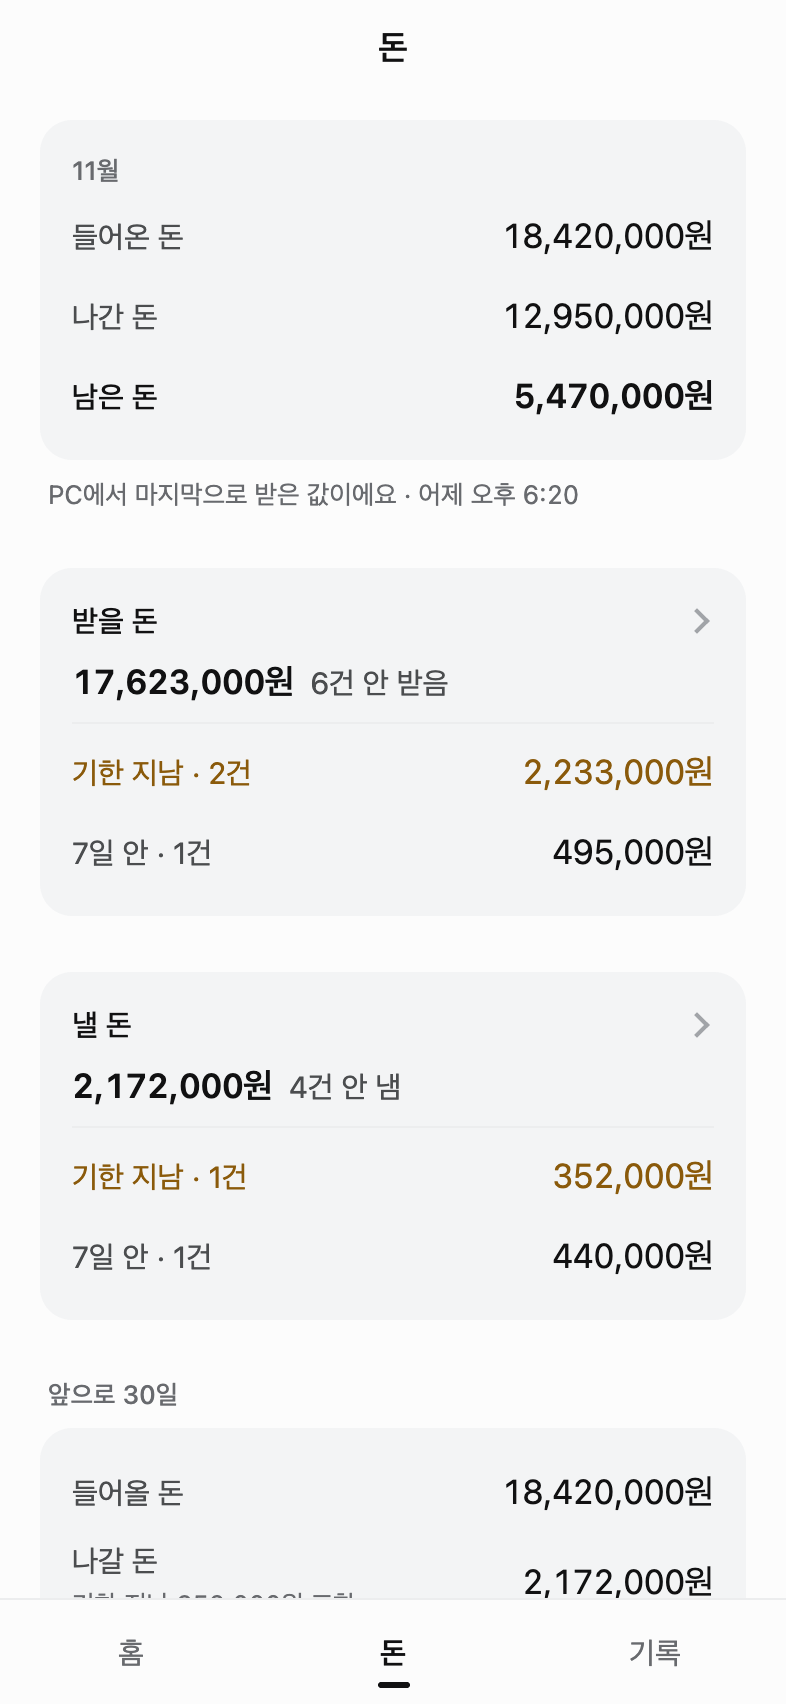 돈
11월
들어온 돈 18,420,000원
나간 돈 12,950,000원
남은 돈 5,470,000원
PC에서 마지막으로 받은 값이에요 · 어제 오후 6:20
받을 돈
17,623,000원 6건 안 받음
기한 지남 · 2건 2,233,000원
7일 안 · 1건 495,000원
낼 돈
2,172,000원 4건 안 냄
기한 지남 · 1건 352,000원
7일 안 · 1건 440,000원
앞으로 30일
들어올 돈 18,420,000원
나갈 돈 2,172,000원
홈 돈 기록